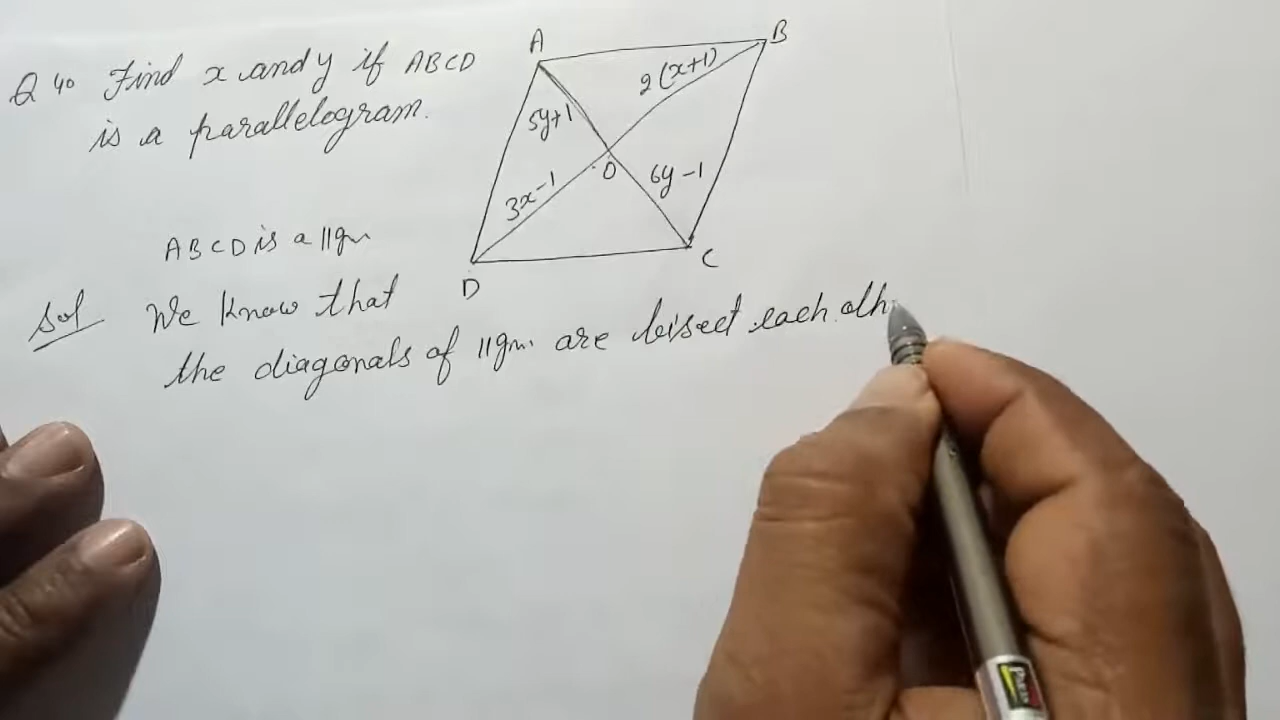 Q 40 Find x and y if ABCD
is a parallelogram.
A
B
2(x+1)
5y+1
O
6y-1
3x-1
C
D
ABCD is a ||gm
Sol We know that
the diagonals of ||gm. are bisect each oth